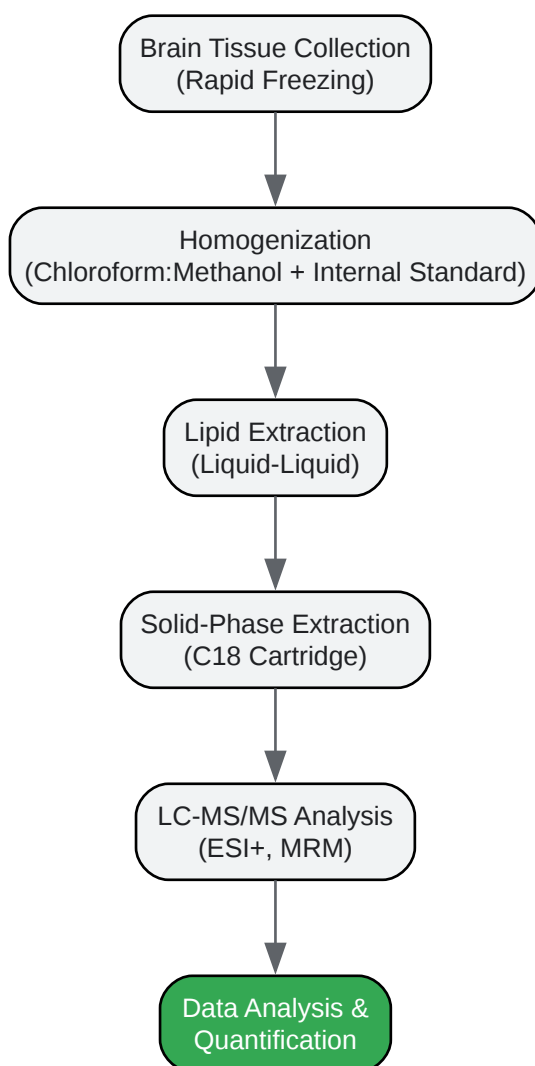 Brain Tissue Collection
(Rapid Freezing)
Homogenization
(Chloroform:Methanol + Internal Standard)
Lipid Extraction
(Liquid-Liquid)
Solid-Phase Extraction
(C18 Cartridge)
LC-MS/MS Analysis
(ESI+, MRM)
Data Analysis &
Quantification